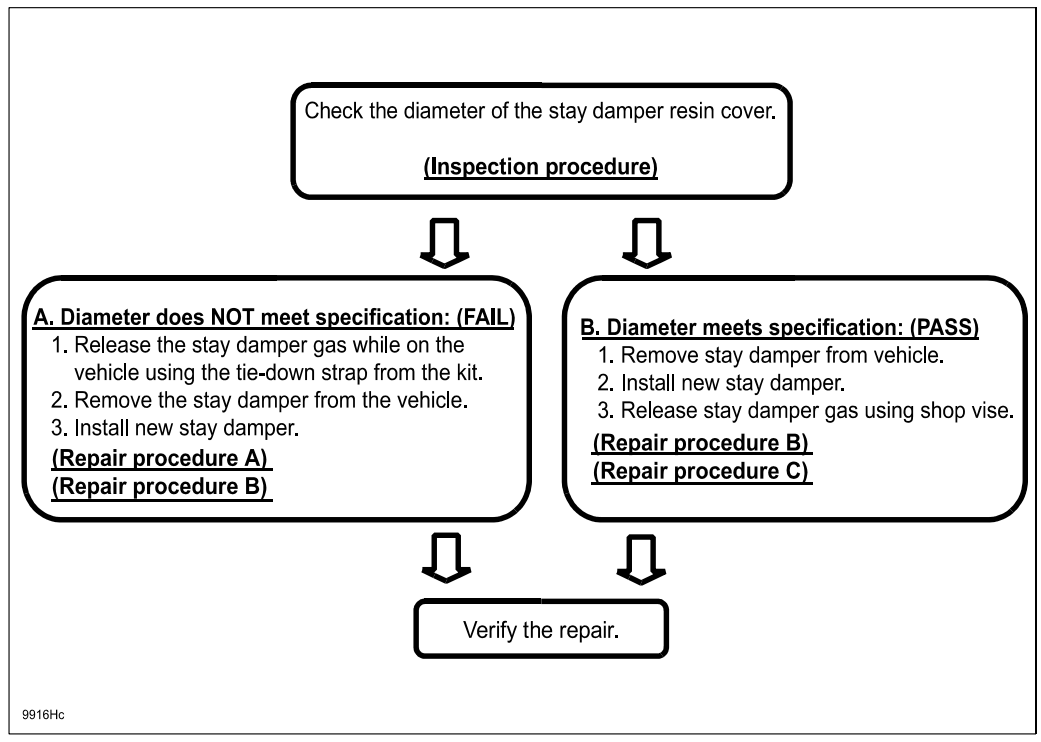 Check the diameter of the stay damper resin cover.
(Inspection procedure)
A. Diameter does NOT meet specification: (FAIL)
1. Release the stay damper gas while on the
vehicle using the tie-down strap from the kit.
2. Remove the stay damper from the vehicle.
3. Install new stay damper.
(Repair procedure A)
(Repair procedure B)
B. Diameter meets specification: (PASS)
1. Remove stay damper from vehicle.
2. Install new stay damper.
3. Release stay damper gas using shop vise.
(Repair procedure B)
(Repair procedure C)
Verify the repair.
9916Hc